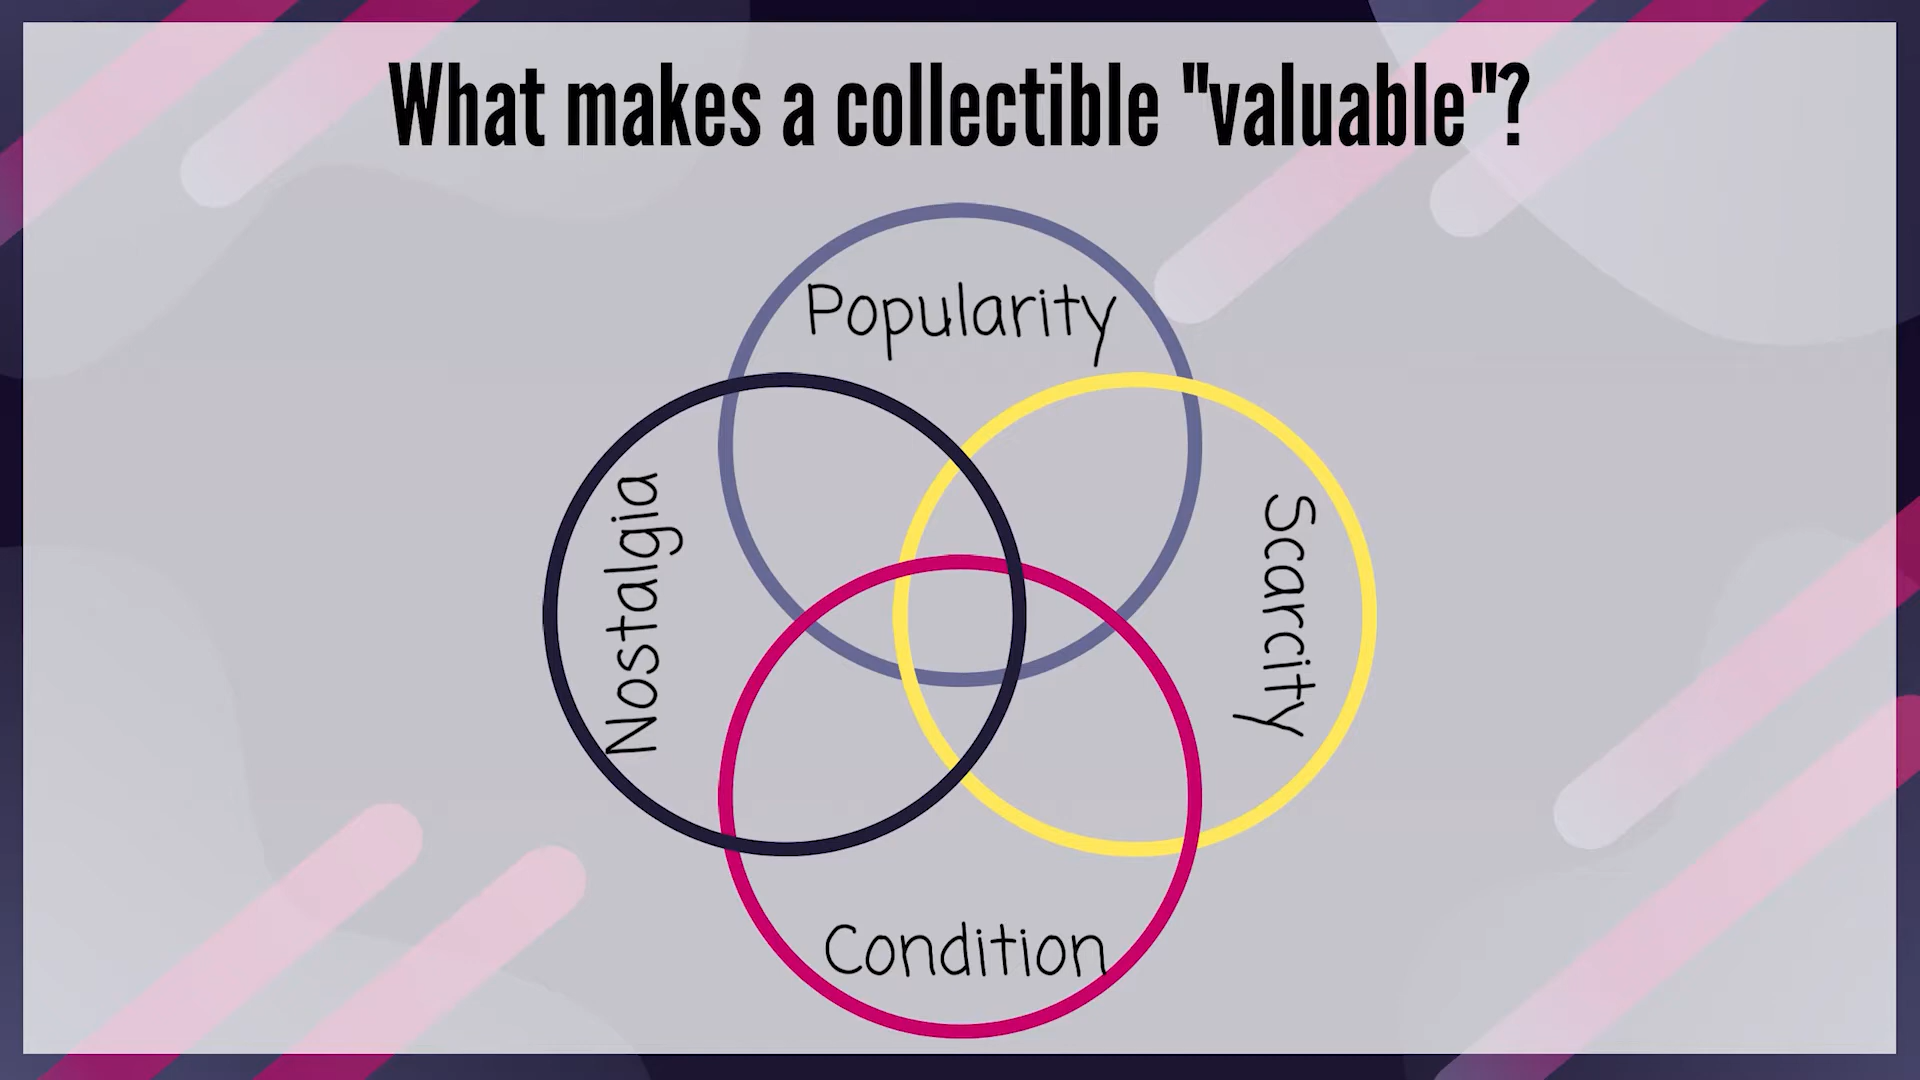 What makes a collectible "valuable"?
Popularity
Nostalgia
Scarcity
Condition